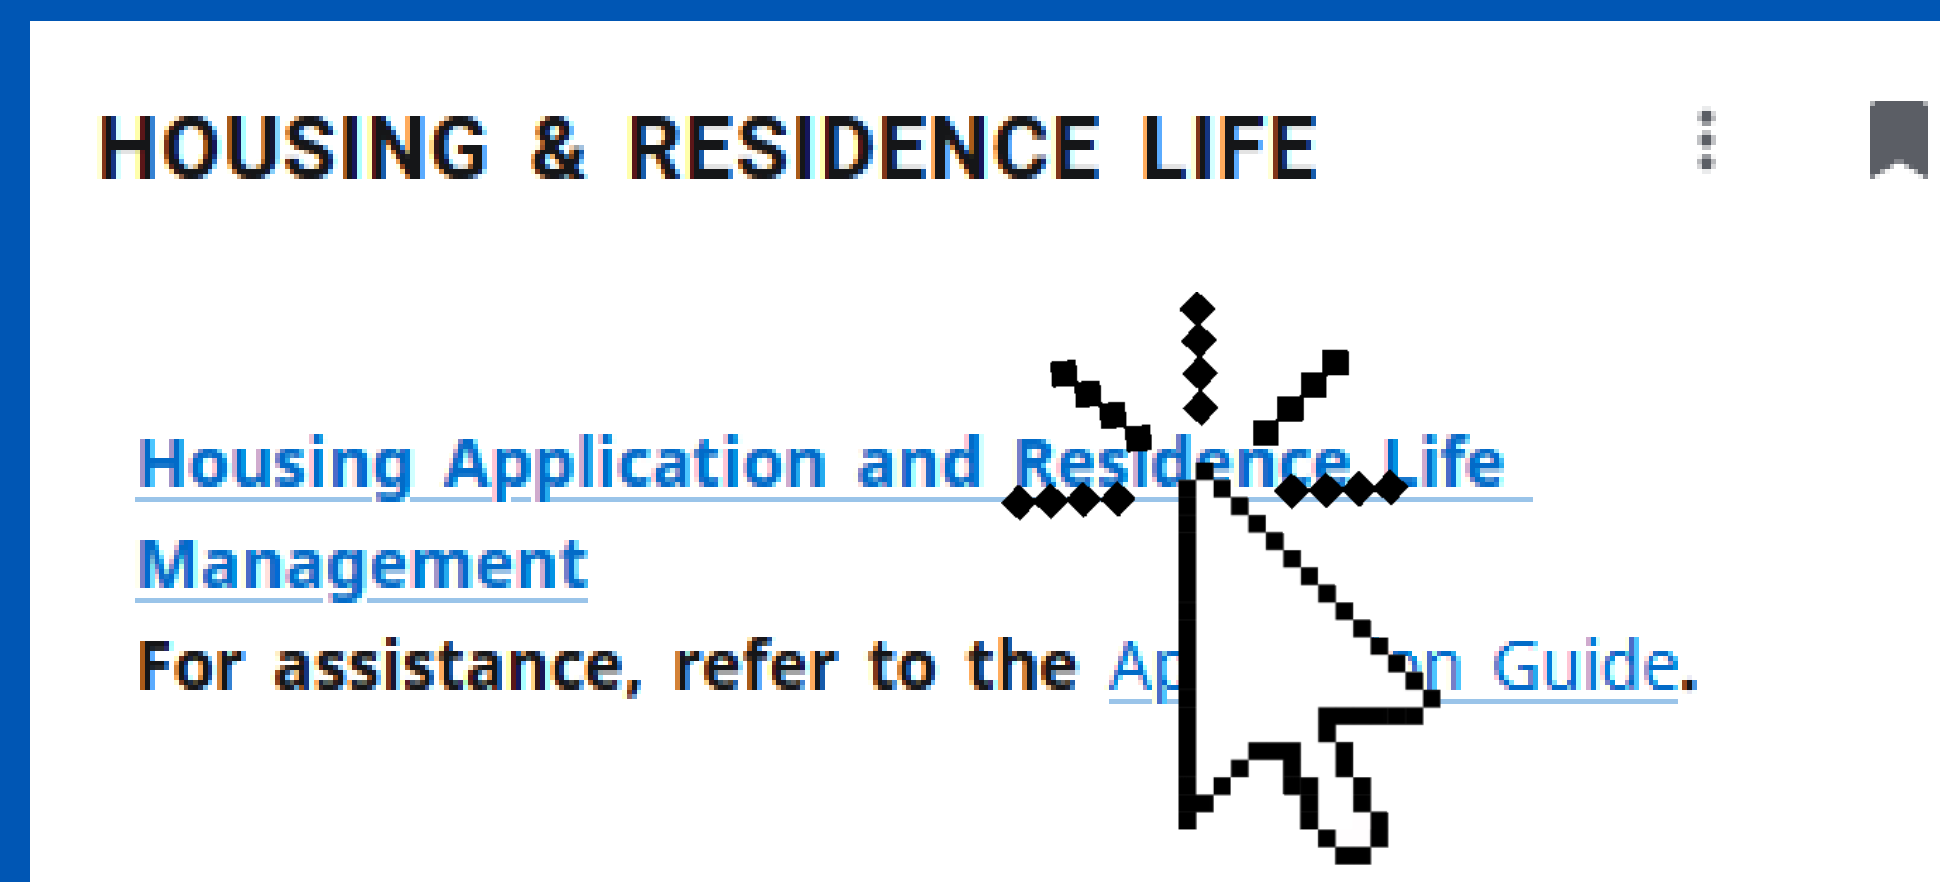 HOUSING & RESIDENCE LIFE
Housing Application and Residence Life
Management
For assistance, refer to the Guide.